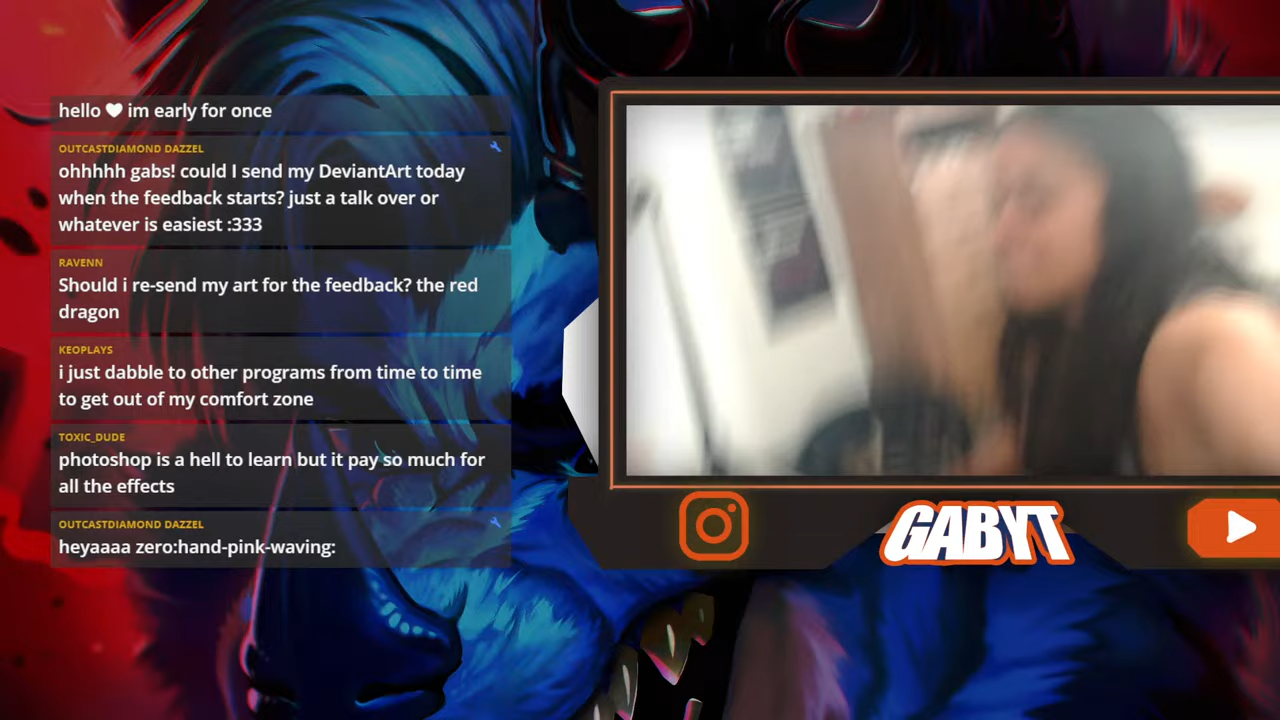 hello 🤍 im early for once
OUTCASTDIAMOND DAZZEL
ohhhhh gabs! could I send my DeviantArt today
when the feedback starts? just a talk over or
whatever is easiest :333
RAVENN
Should i re-send my art for the feedback? the red
dragon
KEOPLAYS
i just dabble to other programs from time to time
to get out of my comfort zone
TOXIC_DUDE
photoshop is a hell to learn but it pay so much for
all the effects
OUTCASTDIAMOND DAZZEL
heyaaaa zero:hand-pink-waving:
GABYT